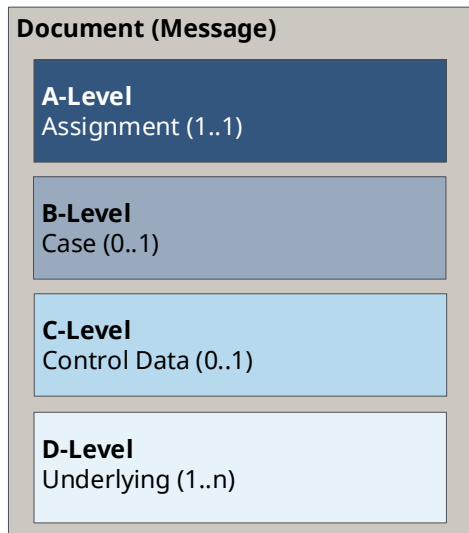 Document (Message)
A-Level
Assignment (1..1)
B-Level
Case (0..1)
C-Level
Control Data (0..1)
D-Level
Underlying (1..n)